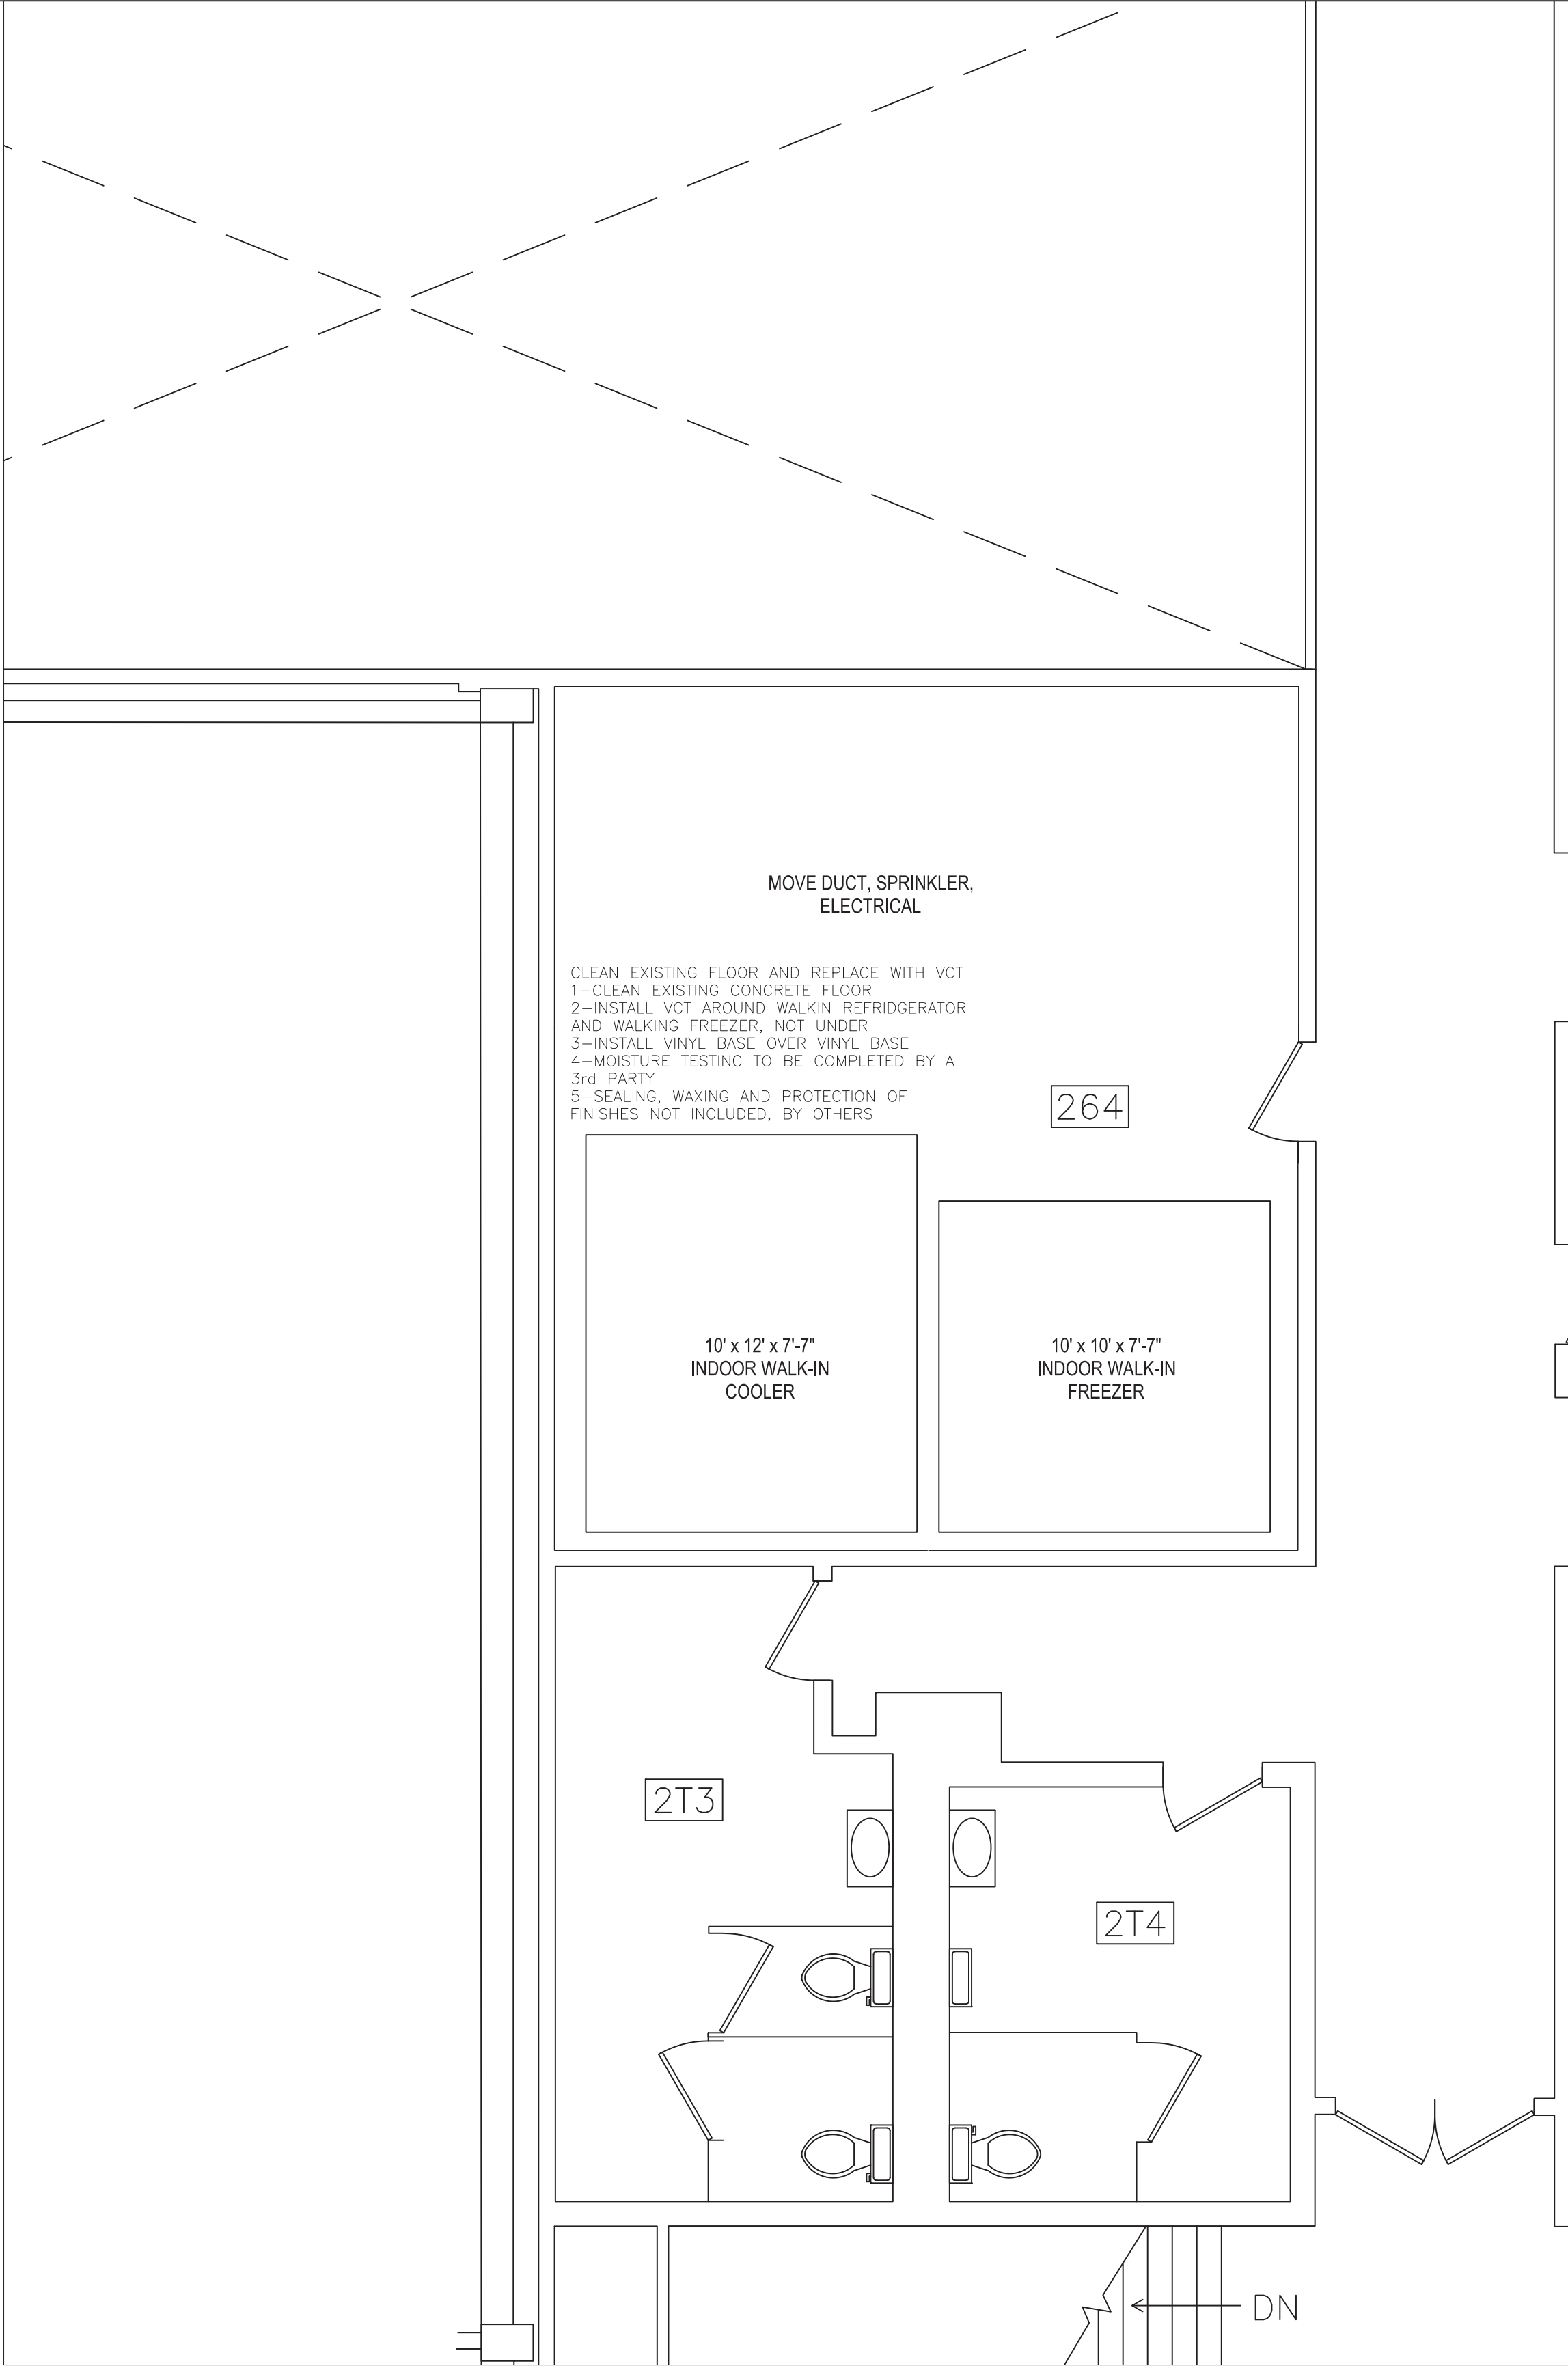 MOVE DUCT, SPRINKLER,
ELECTRICAL
CLEAN EXISTING FLOOR AND REPLACE WITH VCT
1-CLEAN EXISTING CONCRETE FLOOR
2-INSTALL VCT AROUND WALKIN REFRIDGERATOR
AND WALKING FREEZER, NOT UNDER
3-INSTALL VINYL BASE OVER VINYL BASE
4-MOISTURE TESTING TO BE COMPLETED BY A
3rd PARTY
5-SEALING, WAXING AND PROTECTION OF
FINISHES NOT INCLUDED, BY OTHERS
264
10' x 12' x 7'-7"
INDOOR WALK-IN
COOLER
10' x 10' x 7'-7"
INDOOR WALK-IN
FREEZER
2T3
2T4
DN